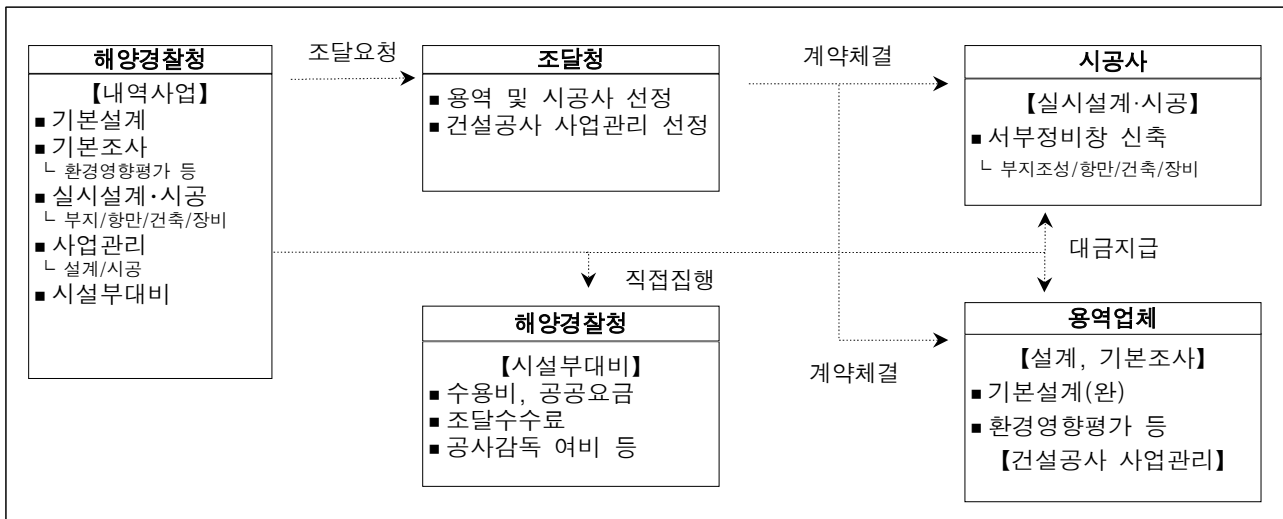 해양경찰청
【내역사업】
■ 기본설계
■ 기본조사
└ 환경영향평가 등
■ 실시설계·시공
└ 부지/항만/건축/장비
■ 사업관리
└ 설계/시공
■ 시설부대비
조달요청
조달청
■ 용역 및 시공사 선정
■ 건설공사 사업관리 선정
계약체결
시공사
【실시설계·시공】
■ 서부정비창 신축
└ 부지조성/항만/건축/장비
대금지급
직접집행
해양경찰청
【시설부대비】
■ 수용비, 공공요금
■ 조달수수료
■ 공사감독 여비 등
계약체결
용역업체
【설계, 기본조사】
■ 기본설계(완)
■ 환경영향평가 등
【건설공사 사업관리】